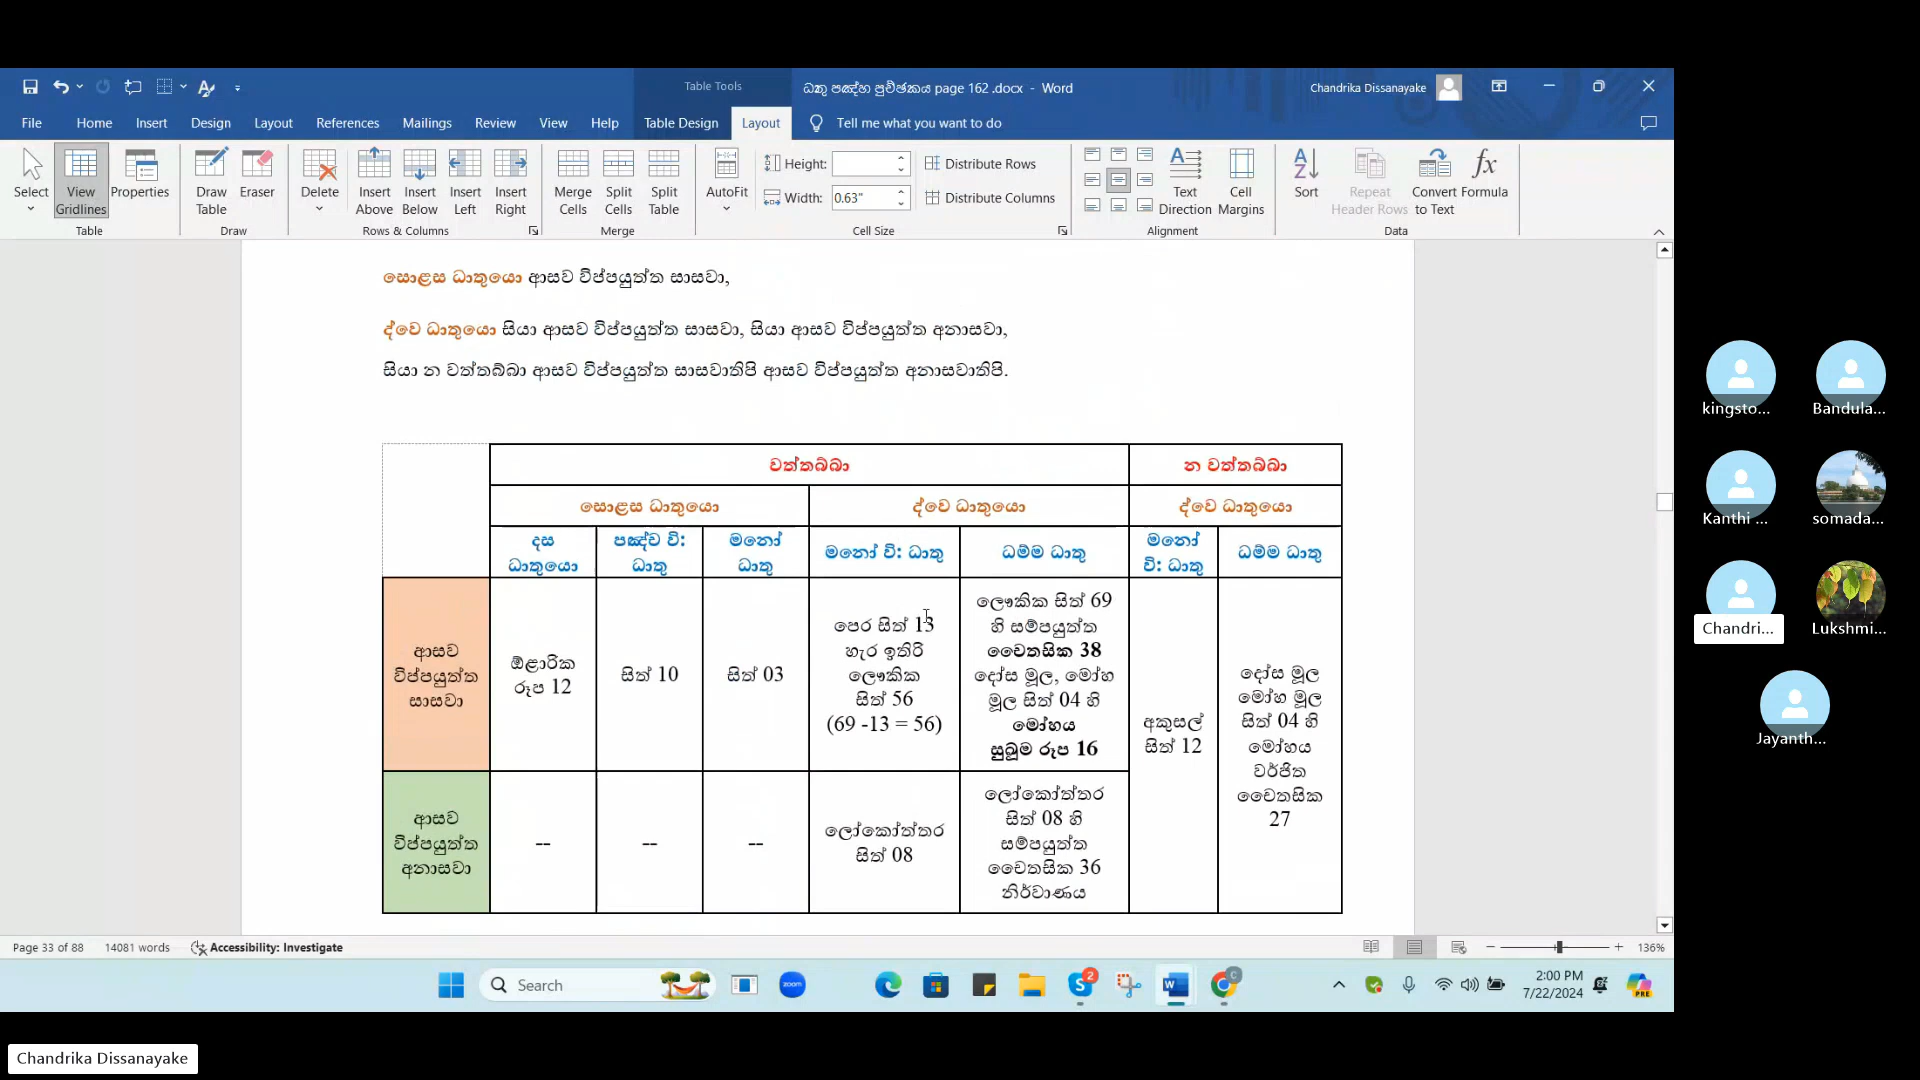 Table Tools
ධාතු පඤ්හ පුච්ඡකය page 162 .docx - Word
Chandrika Dissanayake
File Home Insert Design Layout References Mailings Review View Help Table Design Layout Tell me what you want to do
Select View Gridlines Properties Draw Table Eraser Delete Insert Above Insert Below Insert Left Insert Right Merge Cells Split Cells Split Table AutoFit Height: Width: 0.63" Distribute Rows Distribute Columns Text Direction Cell Margins Sort Repeat Header Rows Convert to Text Formula
Table Draw Rows & Columns Merge Cell Size Alignment Data
සොළස ධාතුයො ආසව විප්පයුත්ත සාසවා,
ද්වෙ ධාතුයො සියා ආසව විප්පයුත්ත සාසවා, සියා ආසව විප්පයුත්ත අනාසවා,
සියා න වත්තබ්බා ආසව විප්පයුත්ත සාසවාතිපි ආසව විප්පයුත්ත අනාසවාතිපි.
වත්තබ්බා
න වත්තබ්බා
සොළස ධාතුයො
ද්වෙ ධාතුයො
ද්වෙ ධාතුයො
දස
ධාතුයො
පඤ්ච වි:
ධාතු
මනෝ
ධාතු
මනෝ වි: ධාතු
ධම්ම ධාතු
මනෝ
වි: ධාතු
ධම්ම ධාතු
ආසව
විප්පයුත්ත
සාසවා
ඕළාරික
රූප 12
සිත් 10
සිත් 03
පෙර සිත් 13
හැර ඉතිරි
ලෞකික
සිත් 56
(69 -13 = 56)
ලෞකික සිත් 69
හි සම්පයුත්ත
චෛතසික 38
දෝස මූල, මෝහ
මූල සිත් 04 හි
මෝහය
සුඛූම රූප 16
අකුසල්
සිත් 12
දෝස මූල
මෝහ මූල
සිත් 04 හි
මෝහය
වර්ජිත
චෛතසික
27
ආසව
විප්පයුත්ත
අනාසවා
--
--
--
ලෝකෝත්තර
සිත් 08
ලෝකෝත්තර
සිත් 08 හි
සම්පයුත්ත
චෛතසික 36
නිර්වාණය
Page 33 of 88 14081 words Accessibility: Investigate 136%
Search
zoom
2:00 PM
7/22/2024
kingsto...
Bandula...
Kanthi ...
somada...
Chandri...
Lukshmi...
Jayanth...
Chandrika Dissanayake